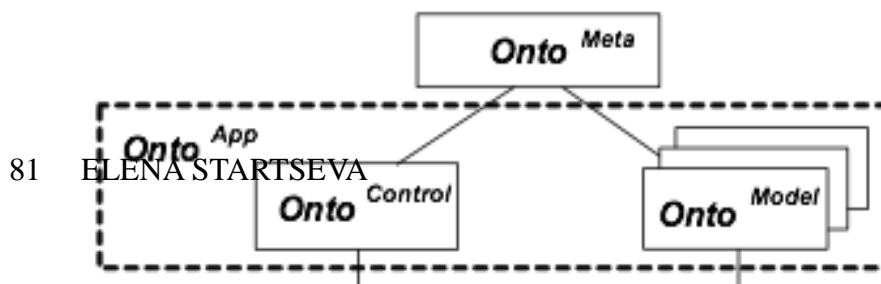 Onto Meta
Onto App
81 ELENA STARTSEVA
Onto Control
Onto Model